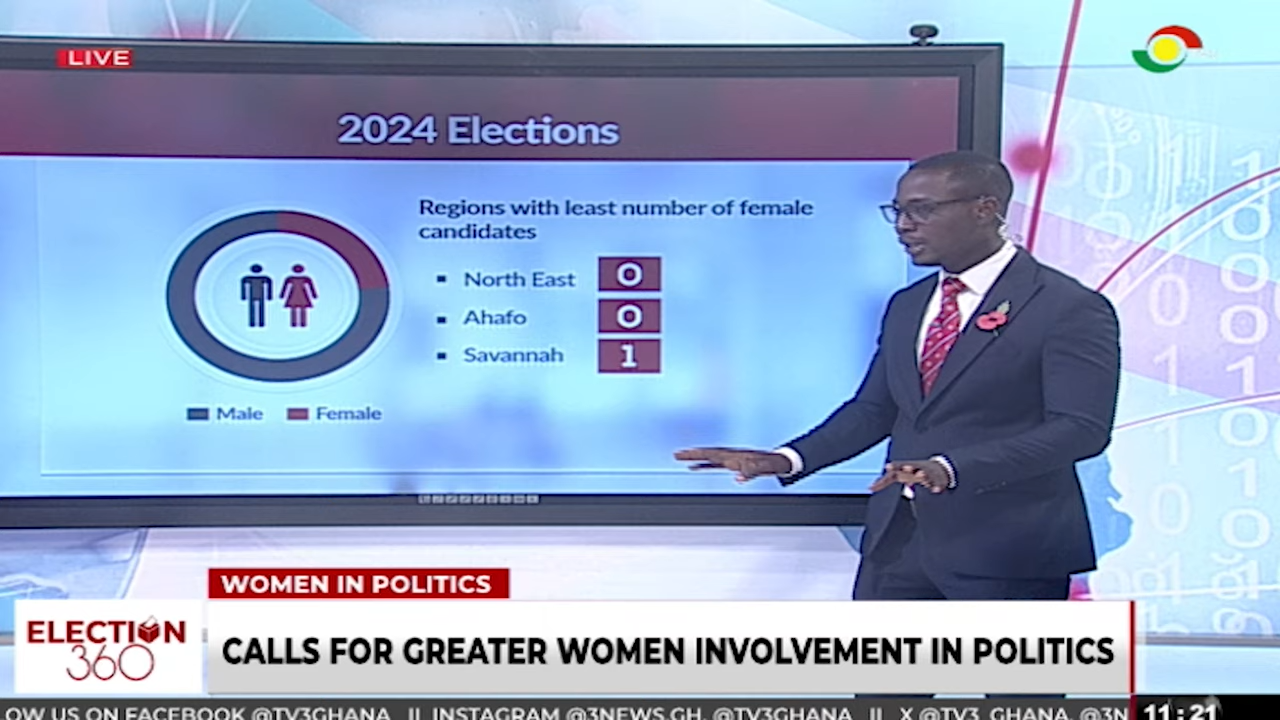 LIVE
2024 Elections
Regions with least number of female
candidates
North East 0
Ahafo 0
Savannah 1
Male Female
WOMEN IN POLITICS
ELECTION
360
CALLS FOR GREATER WOMEN INVOLVEMENT IN POLITICS
OW US ON FACEBOOK @TV3GHANA || INSTAGRAM @3NEWS.GH, @TV3GHANA || X @TV3_GHANA, @3N
11:21